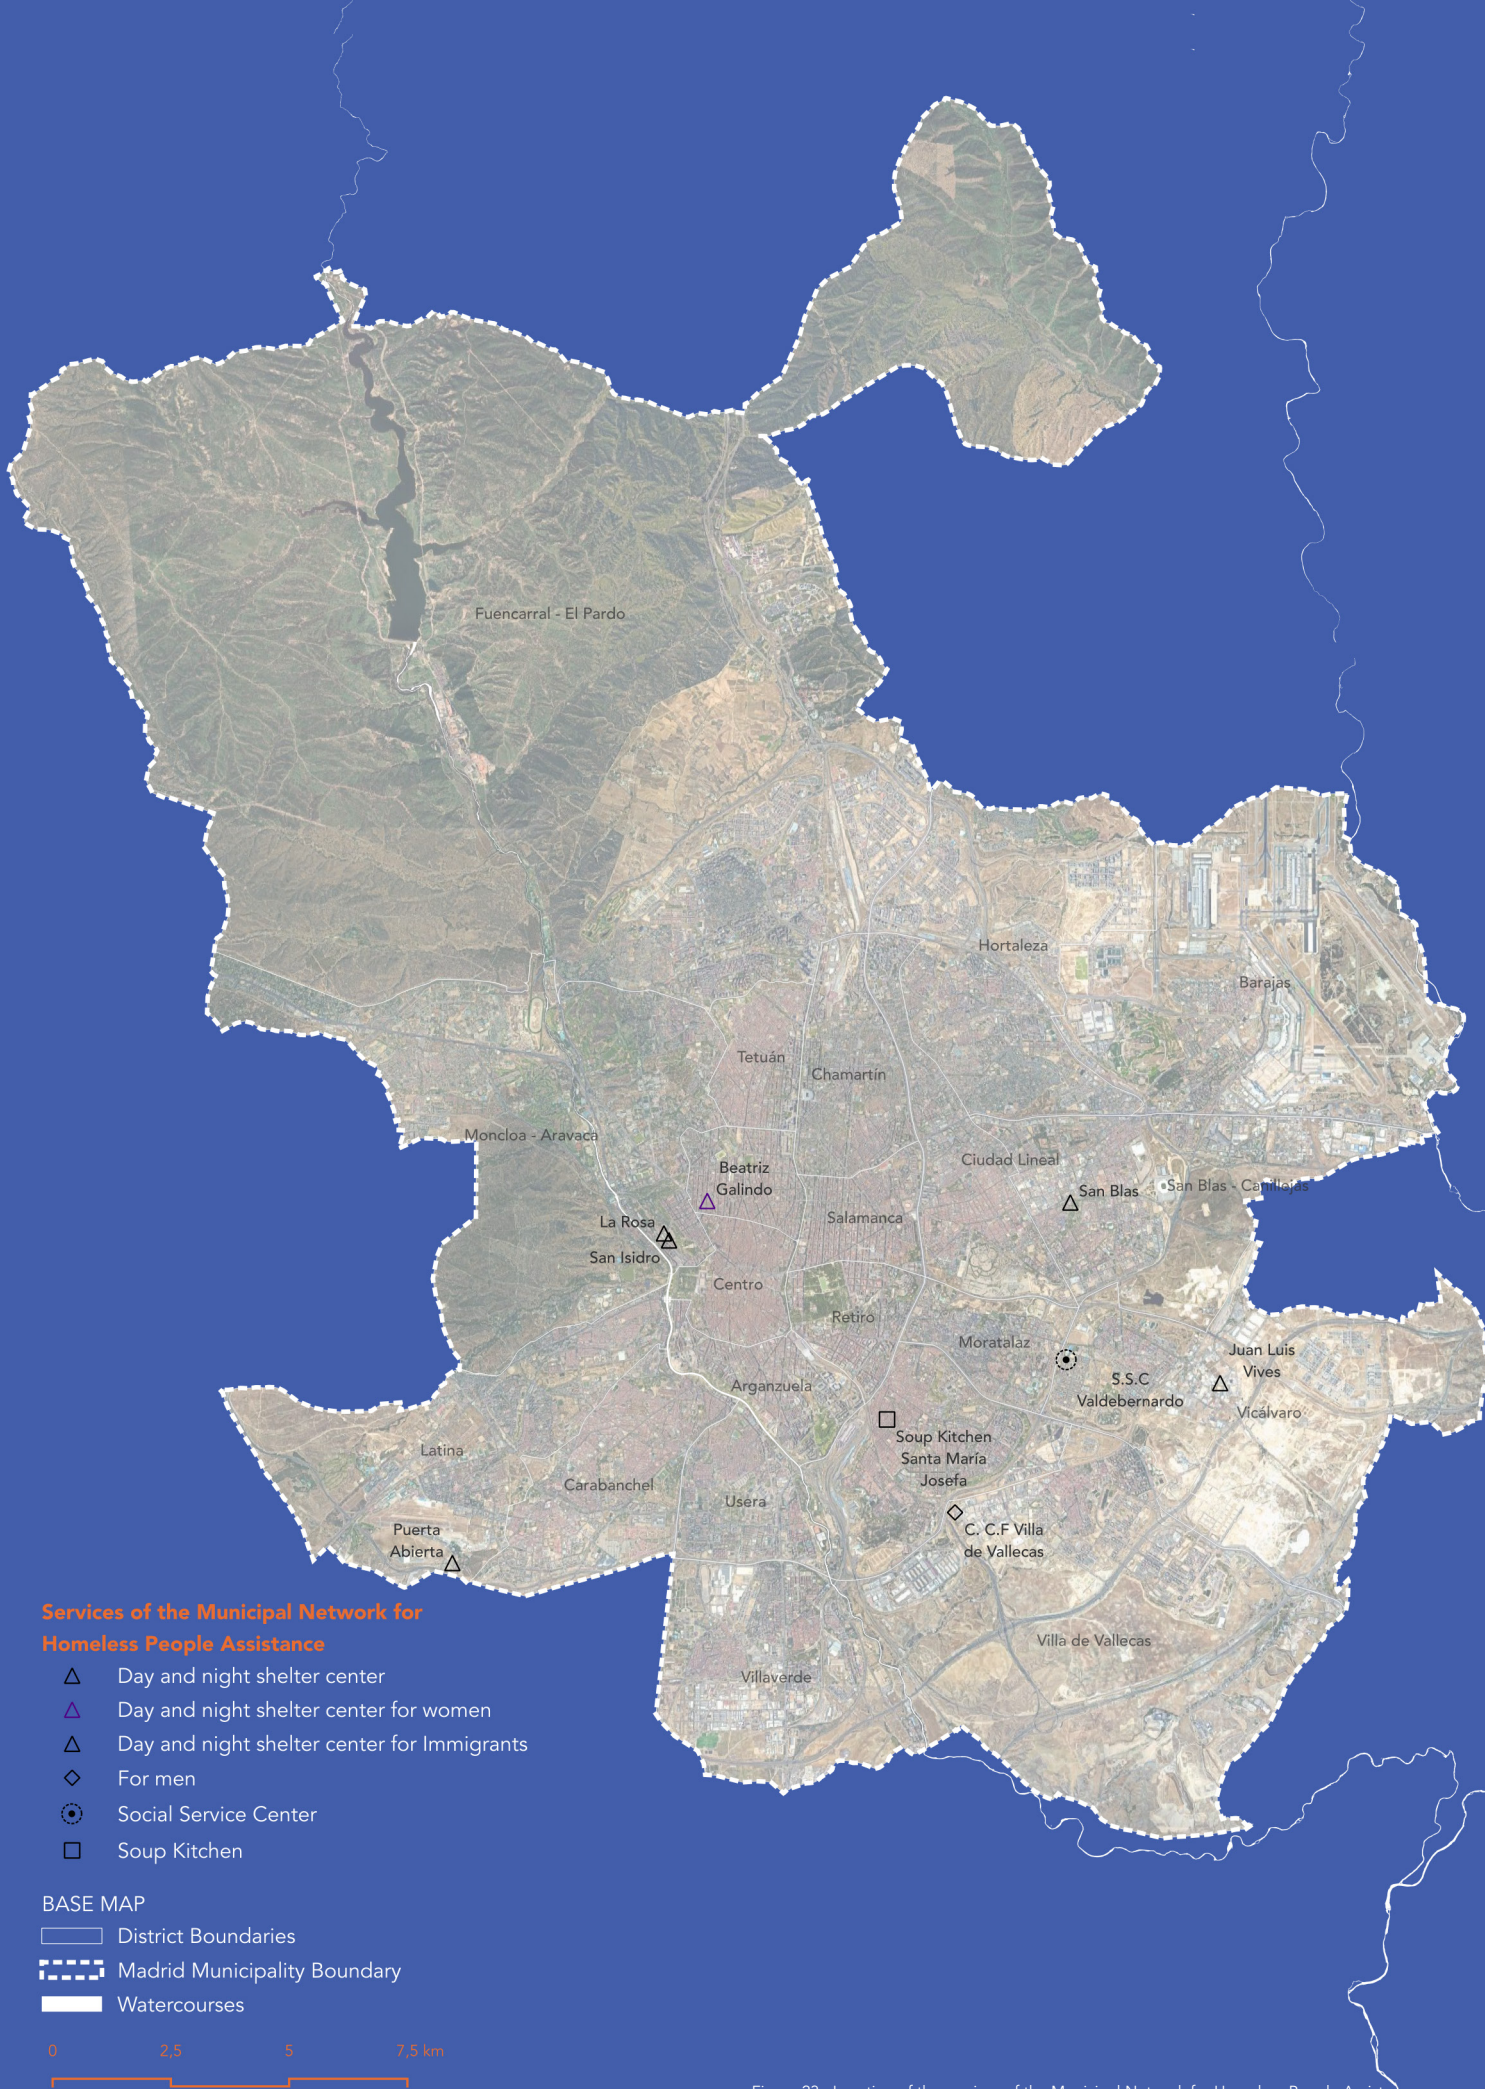 Fuencarral - El Pardo
Hortaleza
Barajas
Tetuán
Chamartín
Moncloa - Aravaca
Ciudad Lineal
Beatriz
Galindo
San Blas
San Blas - Canillejas
La Rosa
Salamanca
San Isidro
Centro
Retiro
Moratalaz
Juan Luis
Vives
S.S.C
Valdebernardo
Arganzuela
Vicálvaro
Soup Kitchen
Santa María
Josefa
Latina
Carabanchel
Usera
Puerta
Abierta
C. C.F Villa
de Vallecas
Villa de Vallecas
Villaverde
Services of the Municipal Network for
Homeless People Assistance
Day and night shelter center
Day and night shelter center for women
Day and night shelter center for Immigrants
For men
Social Service Center
Soup Kitchen
BASE MAP
District Boundaries
Madrid Municipality Boundary
Watercourses
0 2,5 5 7,5 km